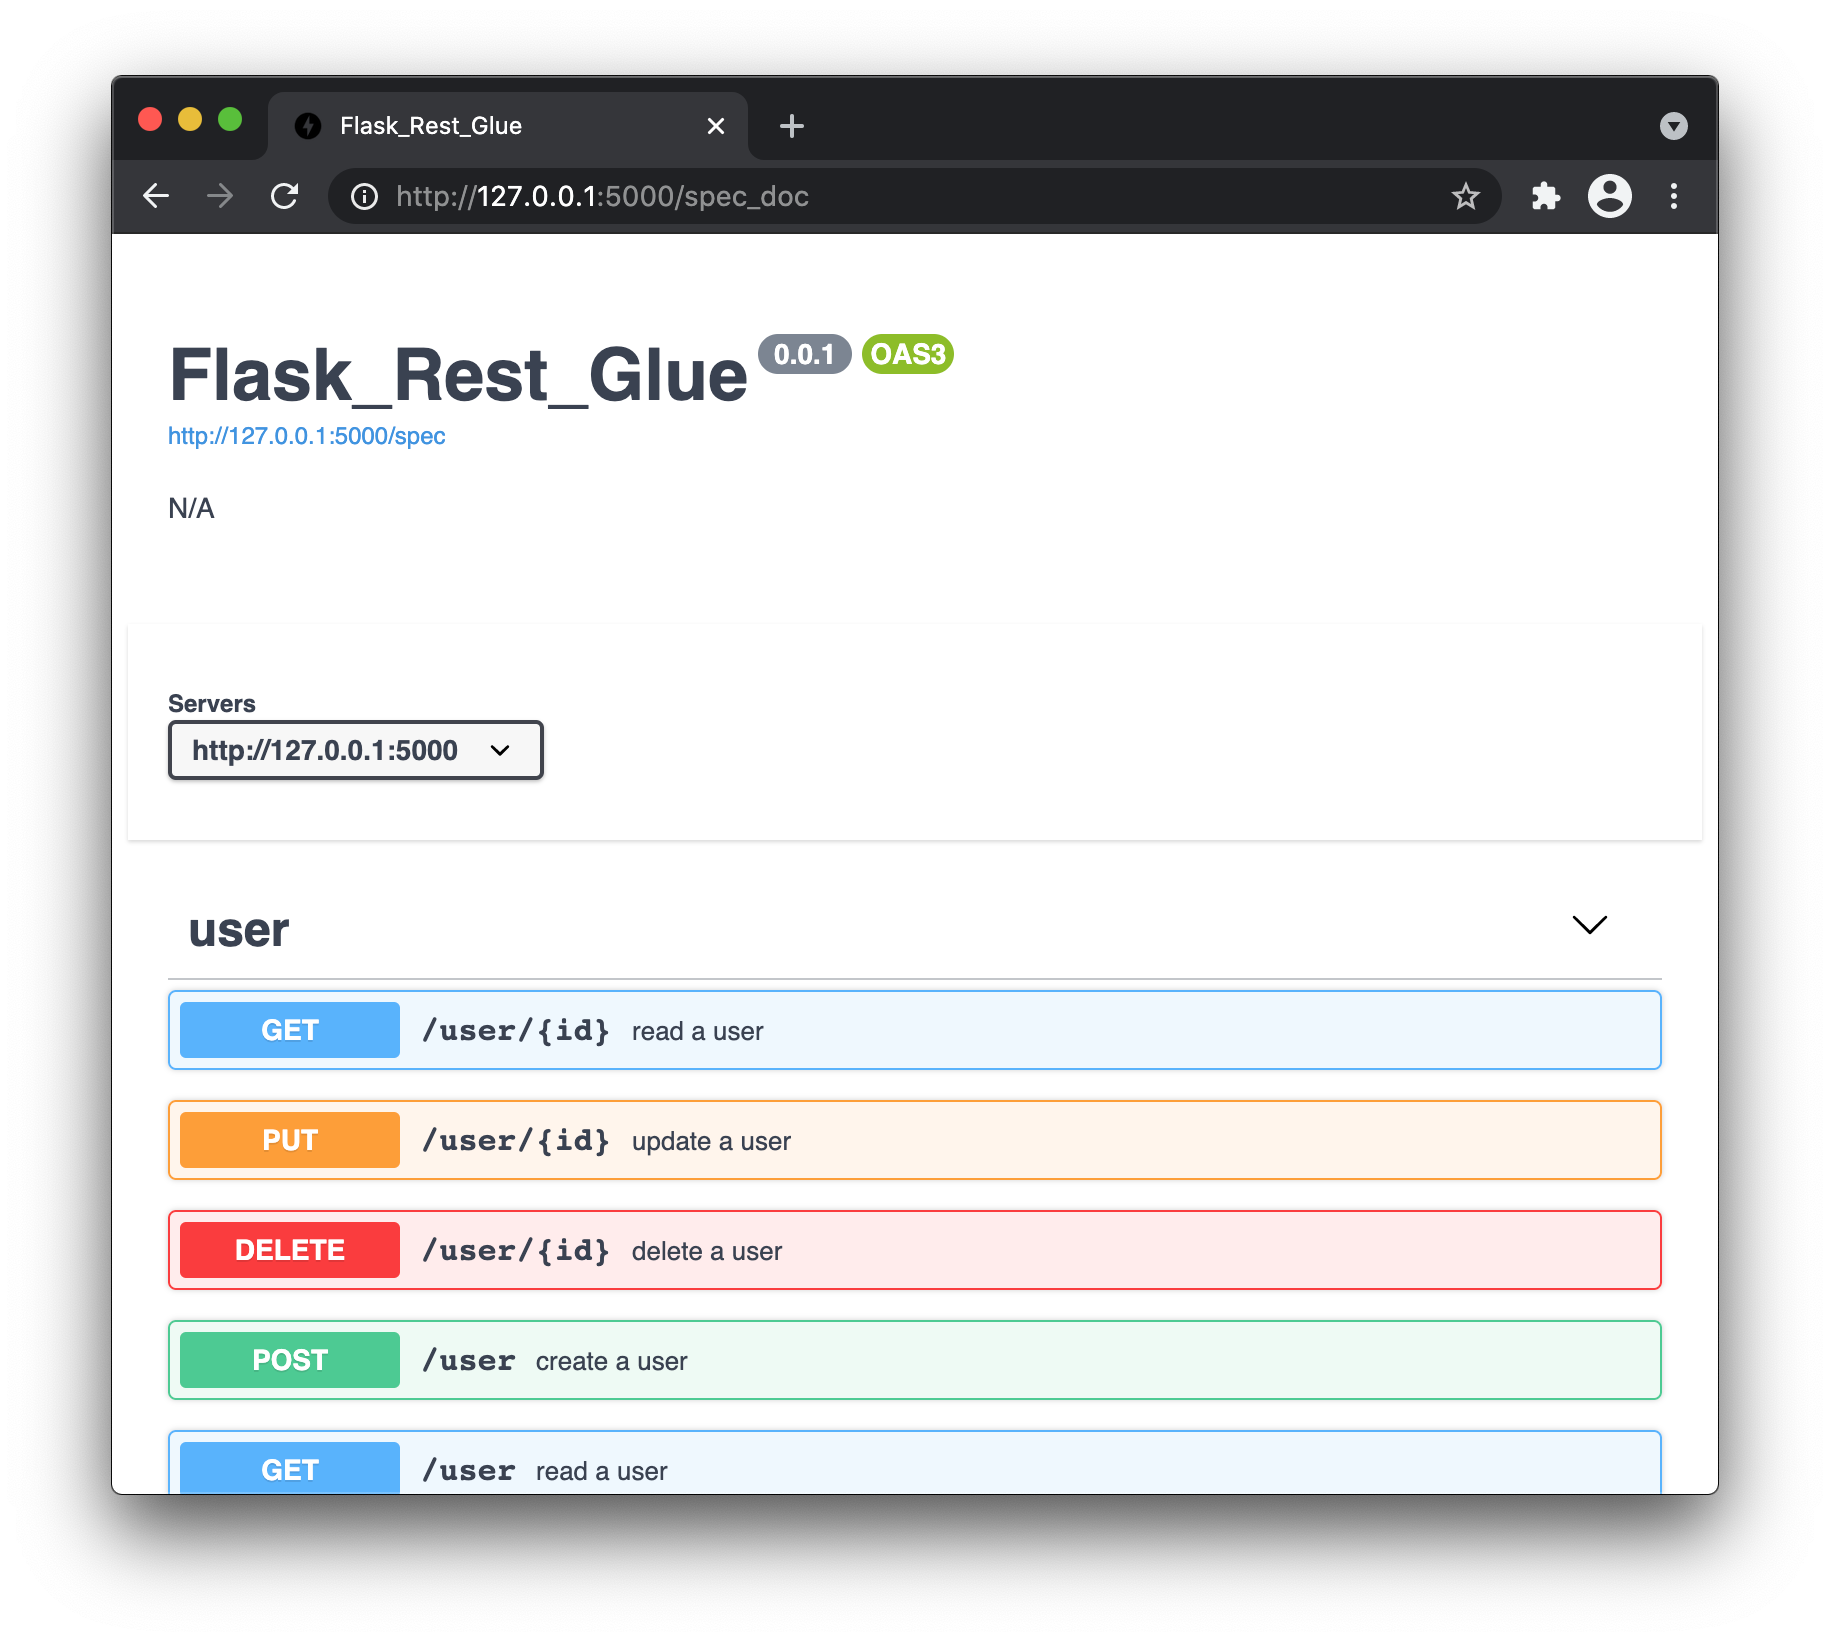 Flask_Rest_Glue
http://127.0.0.1:5000/spec_doc
Flask_Rest_Glue 0.0.1 OAS3
http://127.0.0.1:5000/spec
N/A
Servers
http://127.0.0.1:5000
user
GET /user/{id} read a user
PUT /user/{id} update a user
DELETE /user/{id} delete a user
POST /user create a user
GET /user read a user